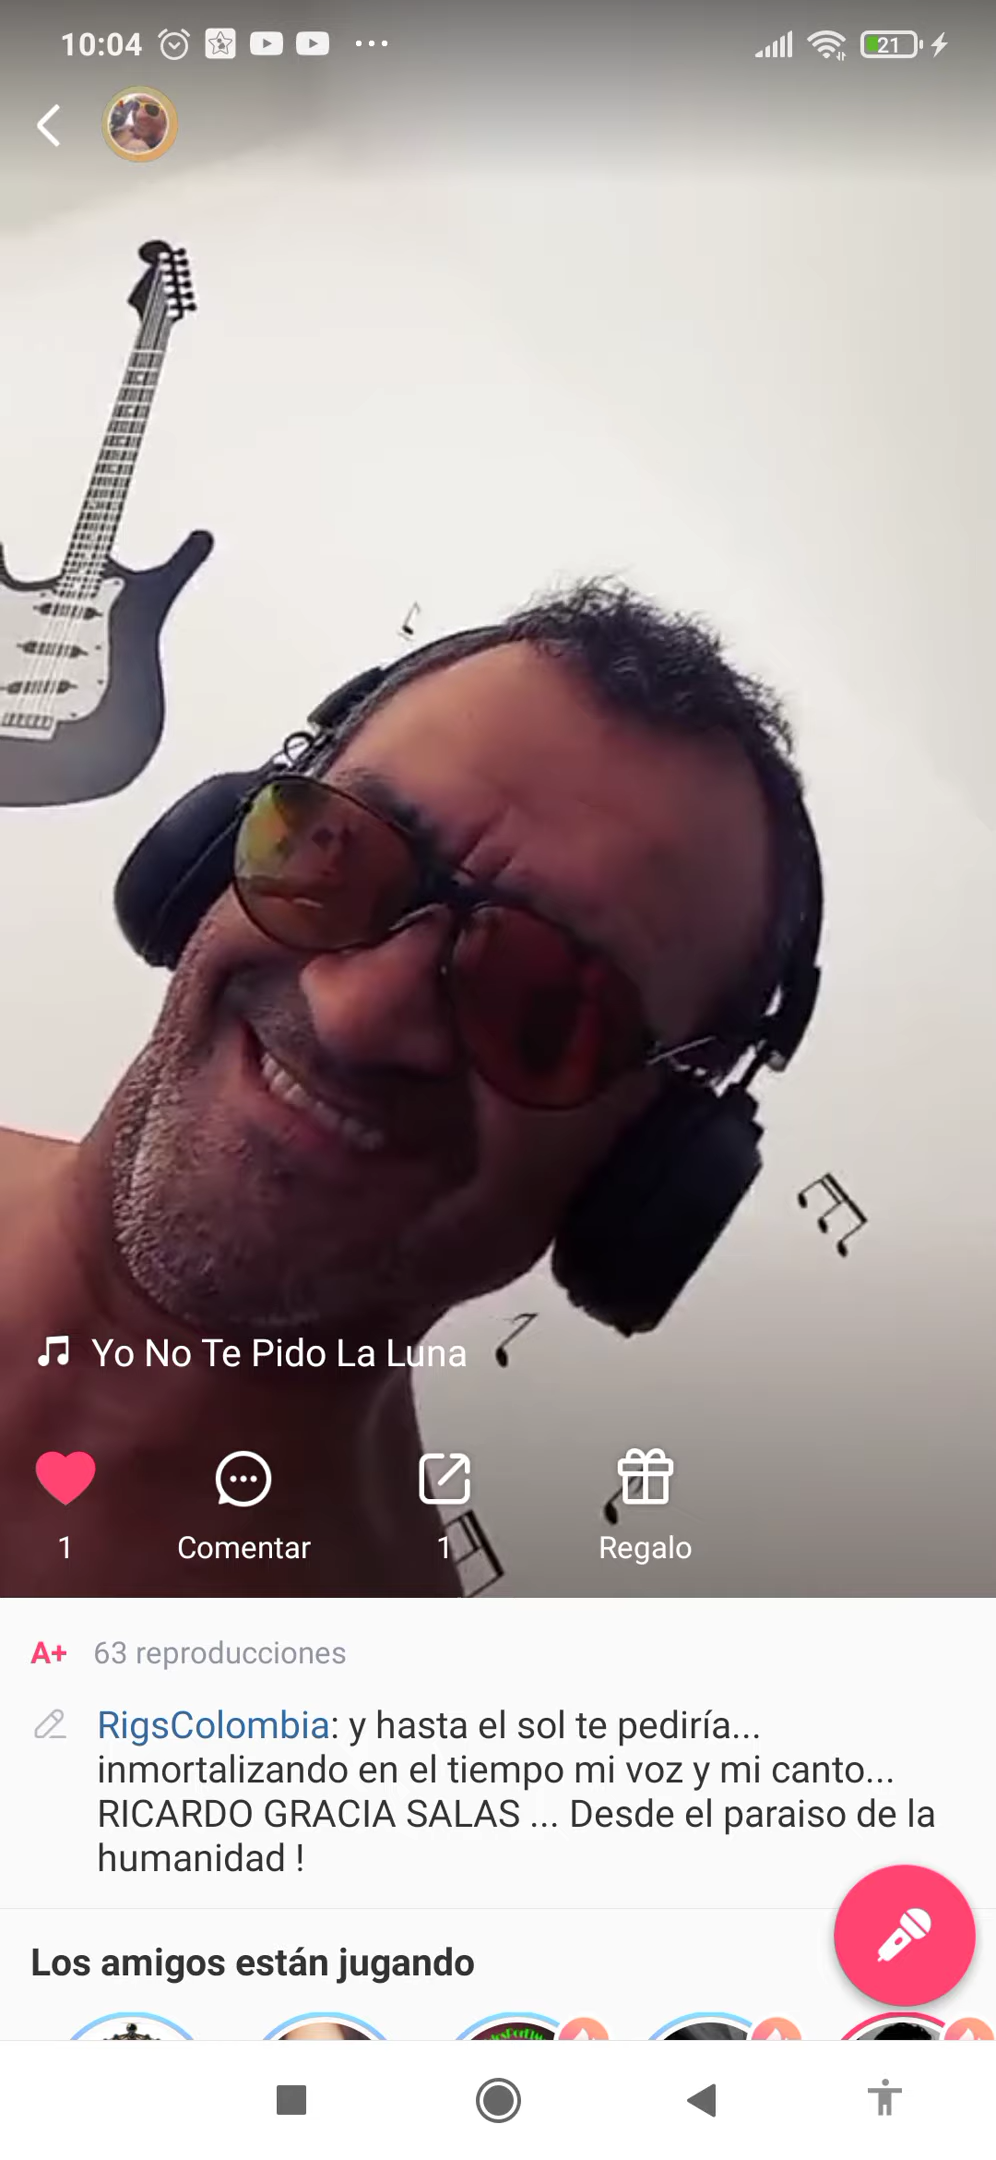 10:04
21
Yo No Te Pido La Luna
1
Comentar
1
Regalo
A+ 63 reproducciones
RigsColombia: y hasta el sol te pediría...
inmortalizando en el tiempo mi voz y mi canto...
RICARDO GRACIA SALAS ... Desde el paraiso de la
humanidad !
Los amigos están jugando